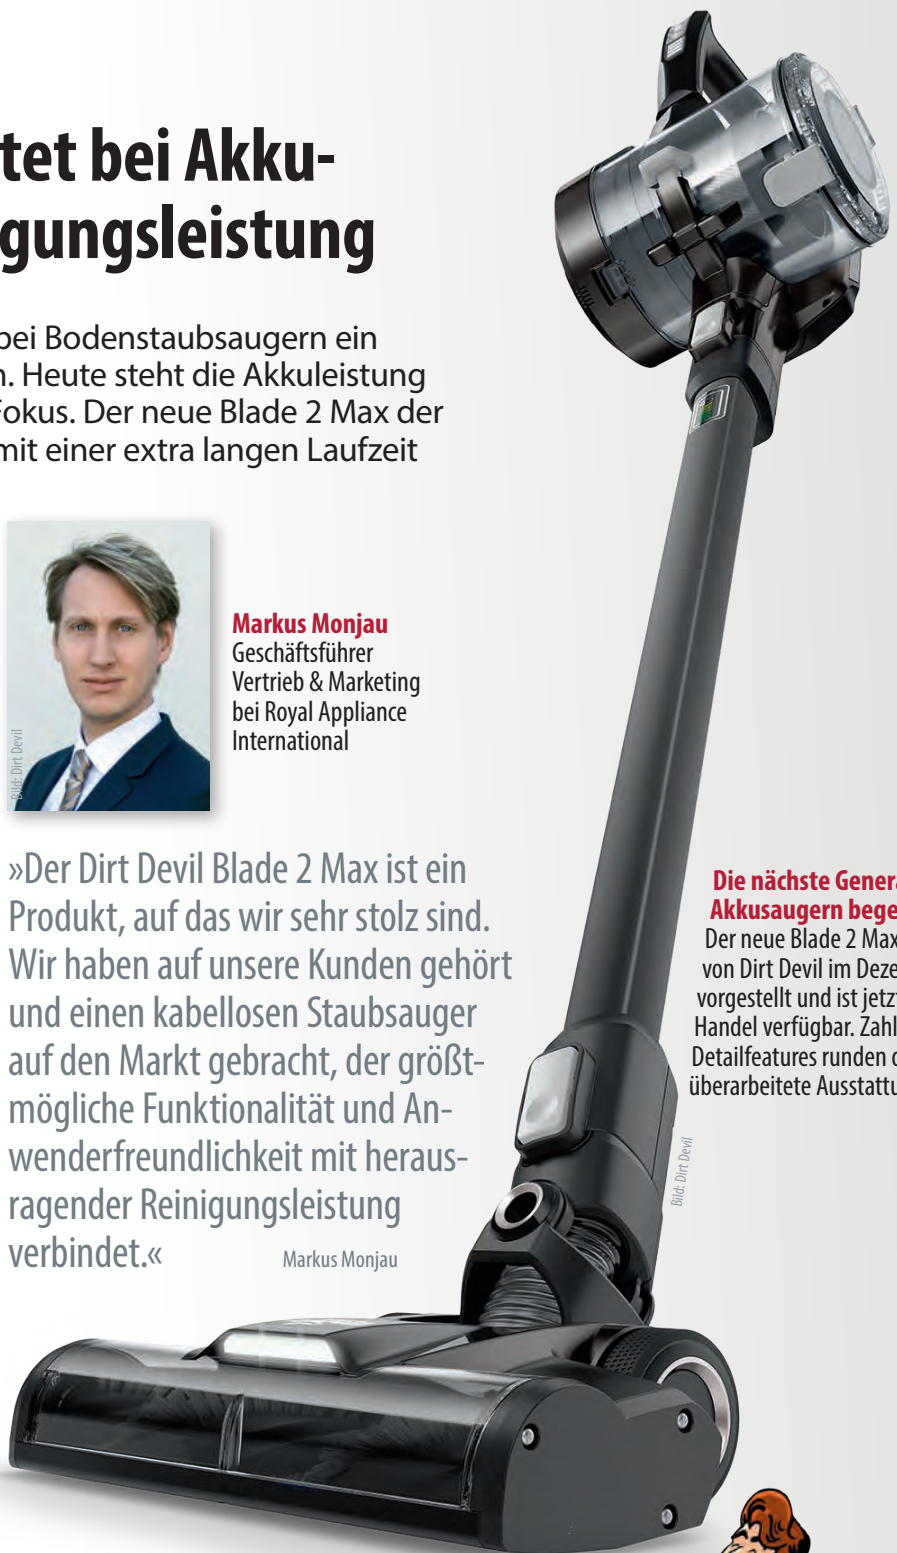 tet bei Akku-
gungsleistung
bei Bodenstaubsaugern ein
n. Heute steht die Akkuleistung
Fokus. Der neue Blade 2 Max der
mit einer extra langen Laufzeit
Bild: Dirt Devil
Markus Monjau
Geschäftsführer
Vertrieb & Marketing
bei Royal Appliance
International
»Der Dirt Devil Blade 2 Max ist ein
Produkt, auf das wir sehr stolz sind.
Wir haben auf unsere Kunden gehört
und einen kabellosen Staubsauger
auf den Markt gebracht, der größt-
mögliche Funktionalität und An-
wenderfreundlichkeit mit heraus-
ragender Reinigungsleistung
verbindet.«
Markus Monjau
Die nächste Genera
Akkusaugern bege
Der neue Blade 2 Max
von Dirt Devil im Deze
vorgestellt und ist jetz
Handel verfügbar. Zahl
Detailfeatures runden d
überarbeitete Ausstattu
Bild: Dirt Devil